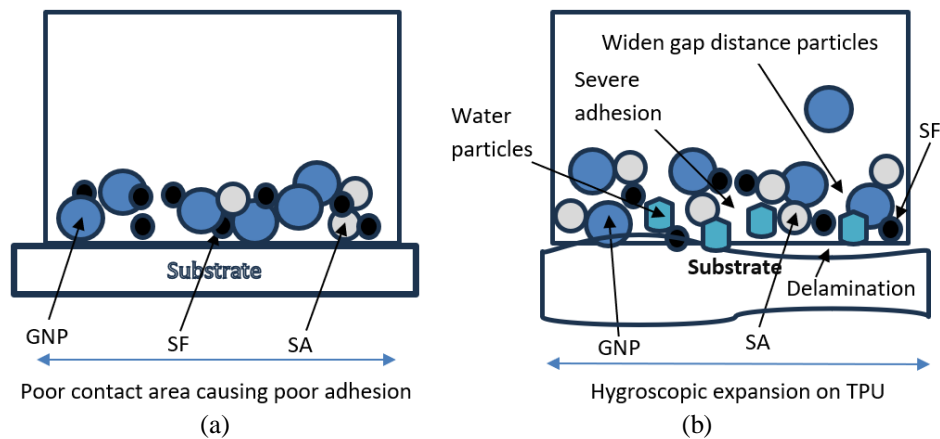 Substrate
GNP
SF
SA
Poor contact area causing poor adhesion
(a)
Widen gap distance particles
Severe
adhesion
Water
particles
SF
Substrate
Delamination
GNP
SA
Hygroscopic expansion on TPU
(b)